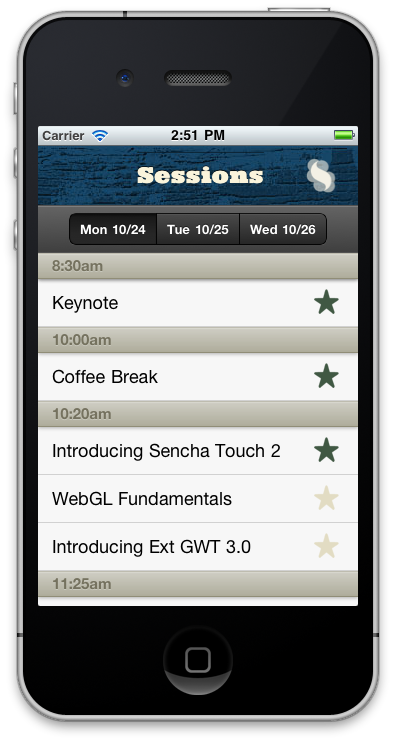 Carrier 2:51 PM
Sessions
Mon 10/24 Tue 10/25 Wed 10/26
8:30am
Keynote
10:00am
Coffee Break
10:20am
Introducing Sencha Touch 2
WebGL Fundamentals
Introducing Ext GWT 3.0
11:25am